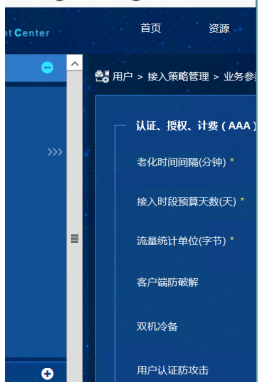 nt Center
首页 资源
用户 > 接入策略管理 > 业务参
认证、授权、计费（AAA）
>>>
老化时间间隔(分钟) *
接入时段预算天数(天) *
流量统计单位(字节) *
客户端防破解
双机冷备
用户认证防攻击